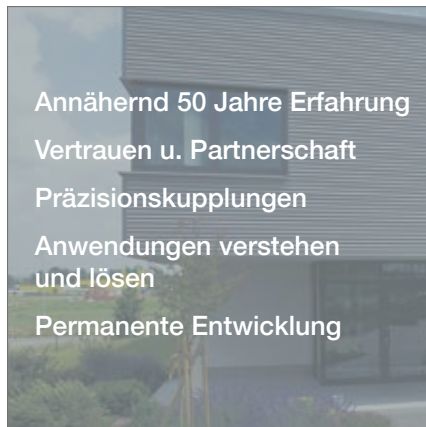 Annähernd 50 Jahre Erfahrung
Vertrauen u. Partnerschaft
Präzisionskupplungen
Anwendungen verstehen
und lösen
Permanente Entwicklung